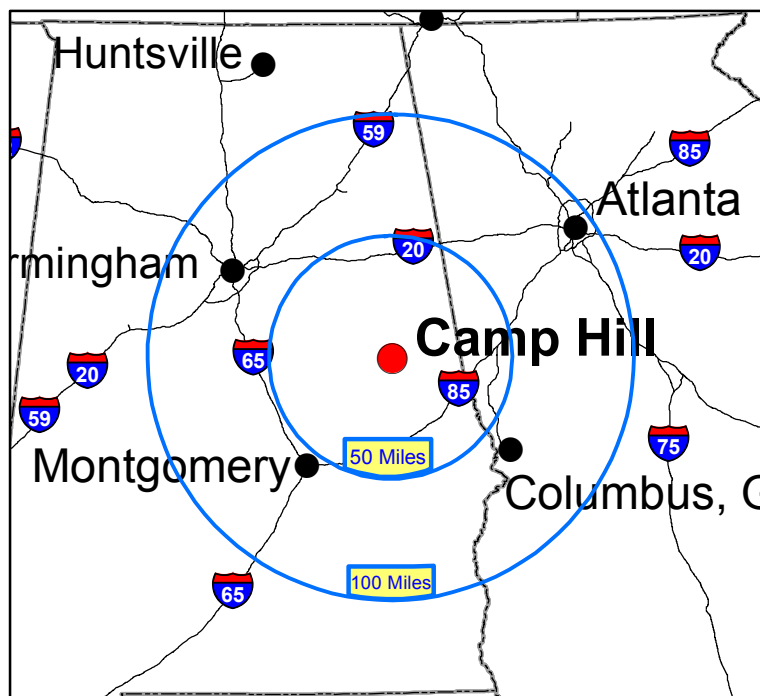 Huntsville
59
85
Atlanta
20
20
rmingham
Camp Hill
65
20
85
59
75
50 Miles
Montgomery
Columbus, G
100 Miles
65